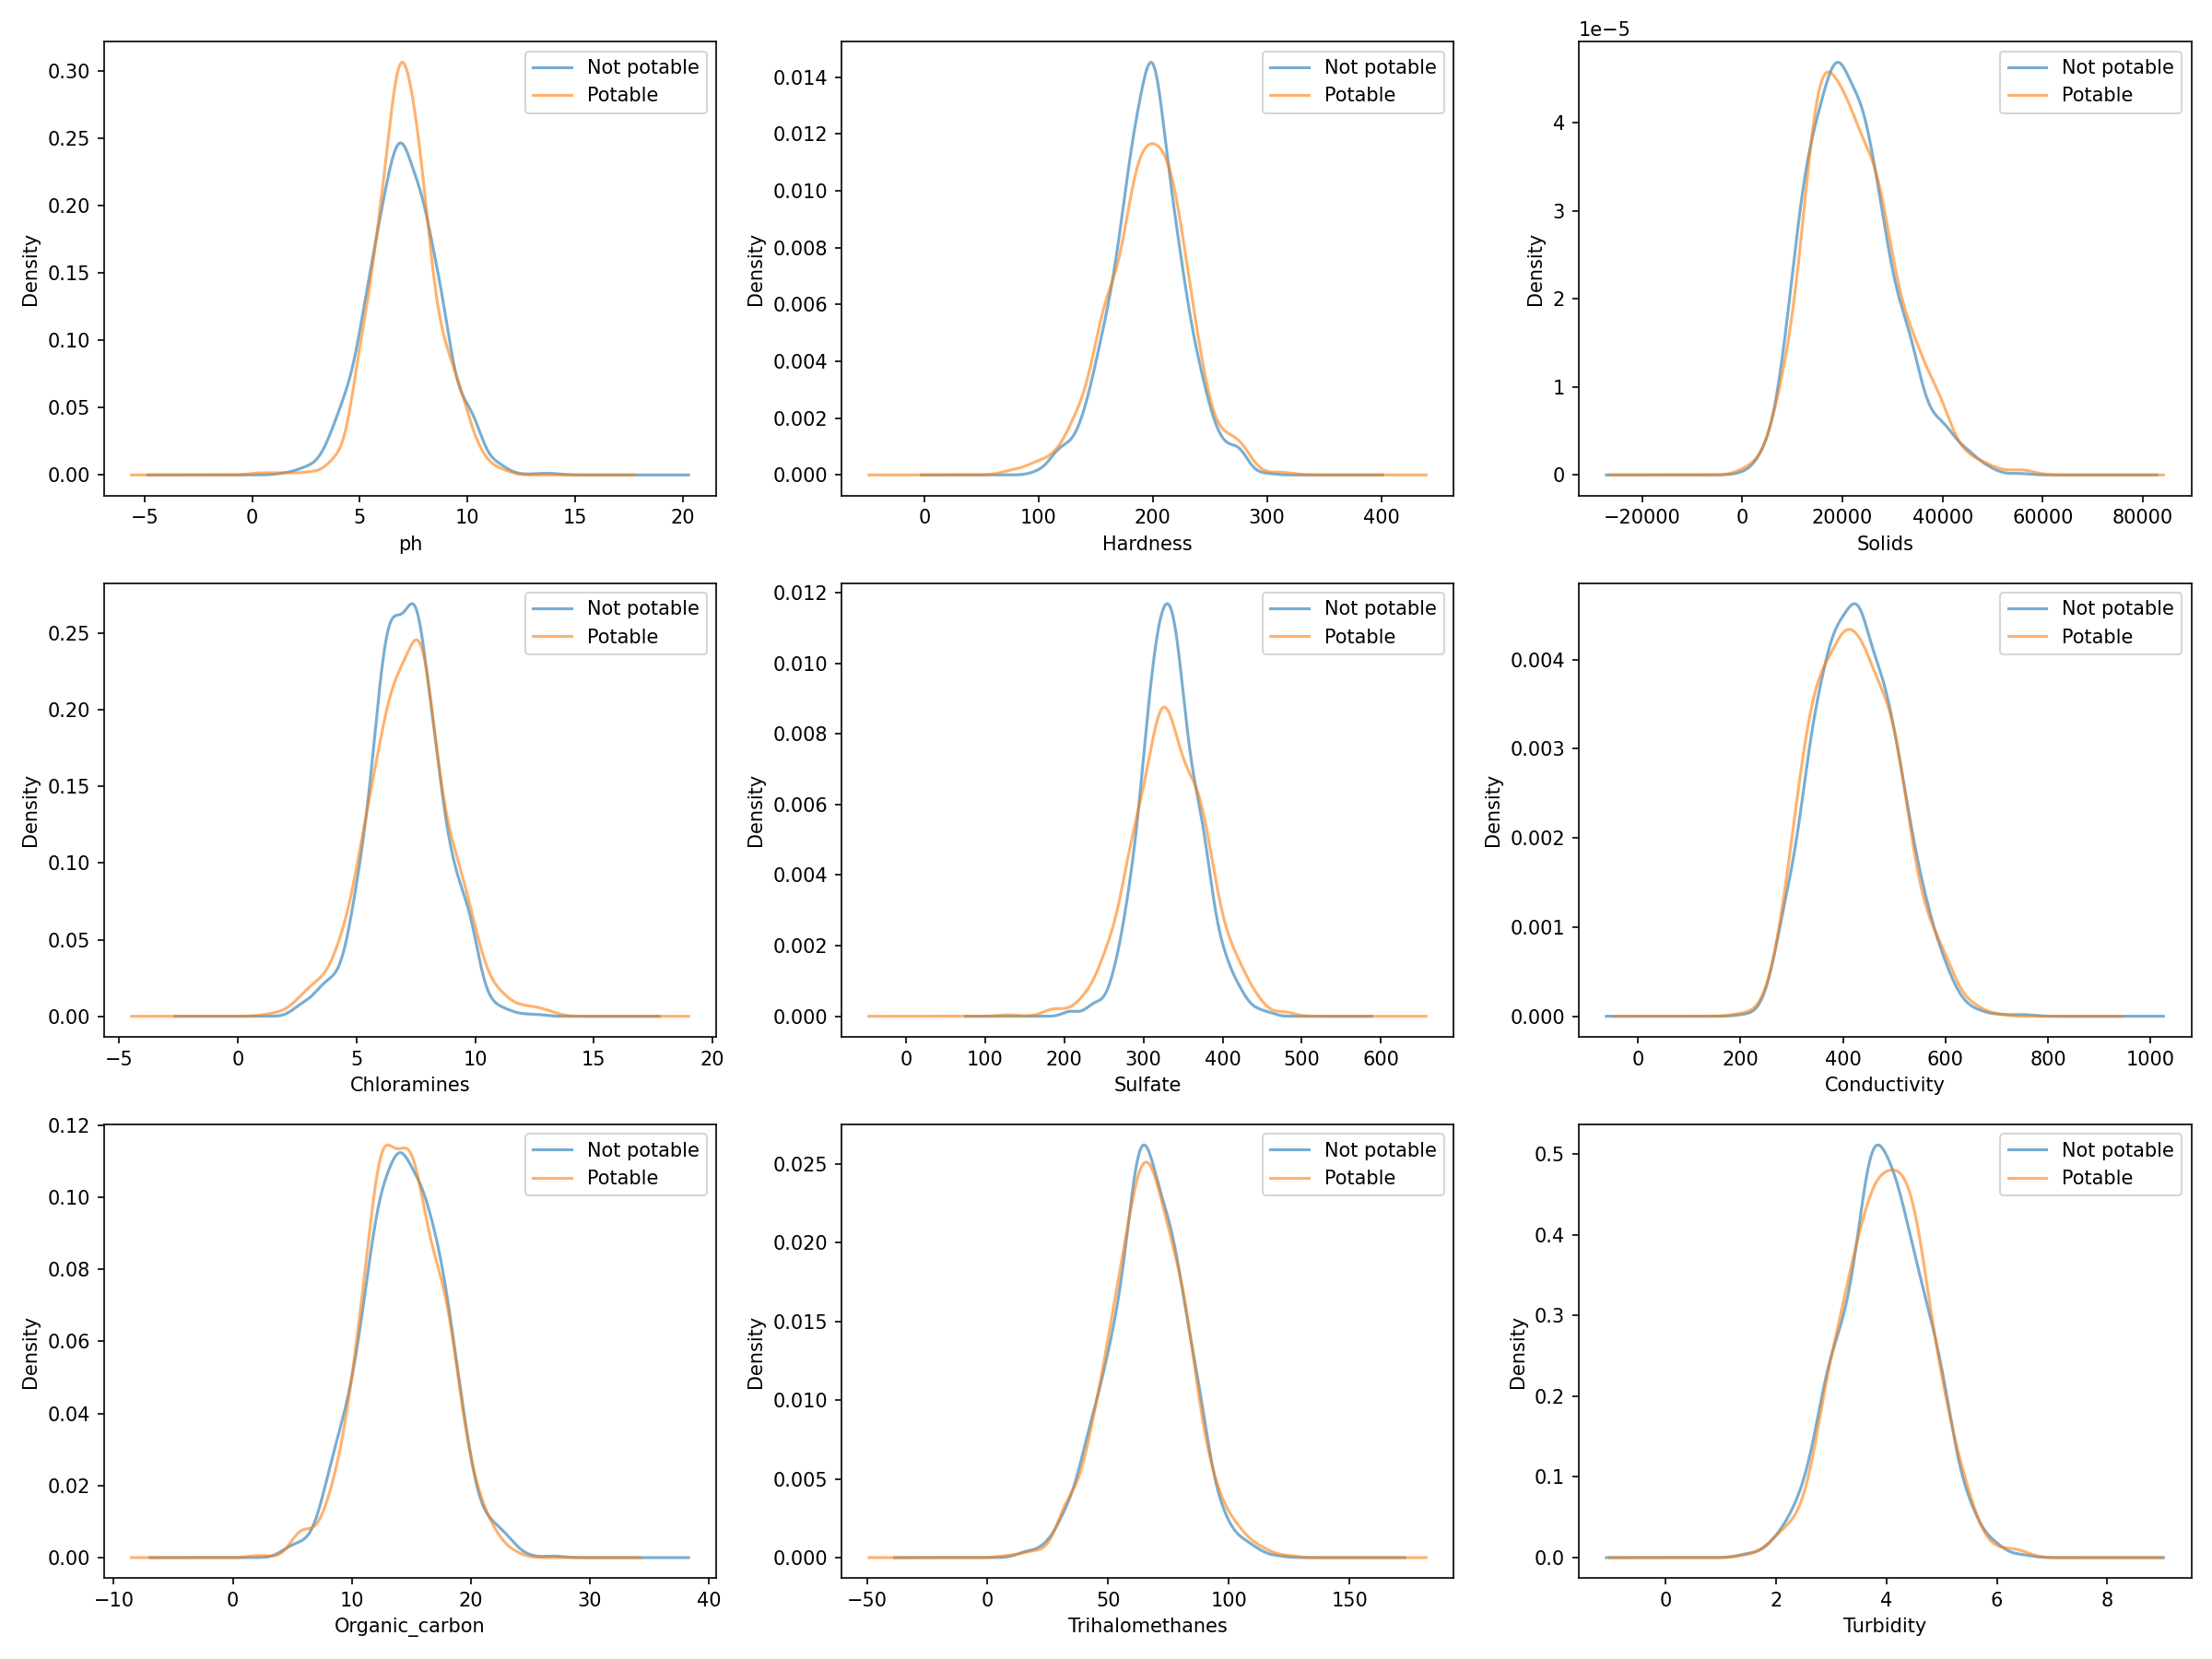 Density
0.30
0.25
0.20
0.15
0.10
0.05
0.00
Not potable
Potable
−5 0 5 10 15 20
ph
Density
0.014
0.012
0.010
0.008
0.006
0.004
0.002
0.000
Not potable
Potable
0 100 200 300 400
Hardness
1e−5
Density
4
3
2
1
0
Not potable
Potable
−20000 0 20000 40000 60000 80000
Solids
Density
0.25
0.20
0.15
0.10
0.05
0.00
Not potable
Potable
−5 0 5 10 15 20
Chloramines
Density
0.012
0.010
0.008
0.006
0.004
0.002
0.000
Not potable
Potable
0 100 200 300 400 500 600
Sulfate
Density
0.004
0.003
0.002
0.001
0.000
Not potable
Potable
0 200 400 600 800 1000
Conductivity
Density
0.12
0.10
0.08
0.06
0.04
0.02
0.00
Not potable
Potable
−10 0 10 20 30 40
Organic_carbon
Density
0.025
0.020
0.015
0.010
0.005
0.000
Not potable
Potable
−50 0 50 100 150
Trihalomethanes
Density
0.5
0.4
0.3
0.2
0.1
0.0
Not potable
Potable
0 2 4 6 8
Turbidity